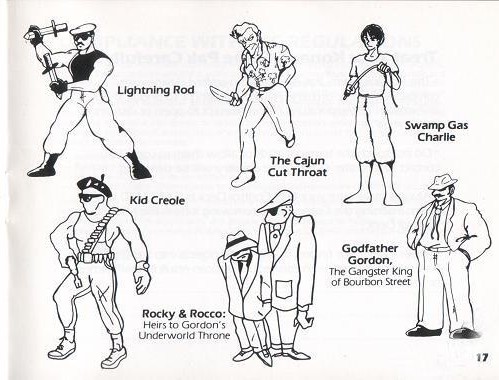 Lightning Rod
The Cajun
Cut Throat
Swamp Gas
Charlie
Kid Creole
Rocky & Rocco:
Heirs to Gordon's
Underworld Throne
Godfather
Gordon,
The Gangster King
of Bourbon Street
17